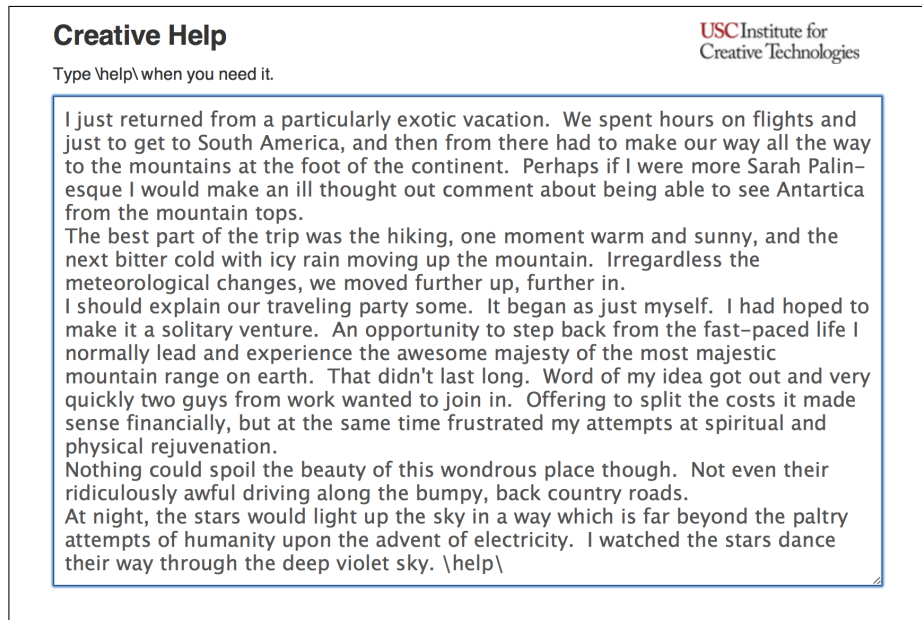 Creative Help
USC Institute for
Creative Technologies
Type \help\ when you need it.
I just returned from a particularly exotic vacation.  We spent hours on flights and
just to get to South America, and then from there had to make our way all the way
to the mountains at the foot of the continent.  Perhaps if I were more Sarah Palin-
esque I would make an ill thought out comment about being able to see Antartica
from the mountain tops.
The best part of the trip was the hiking, one moment warm and sunny, and the
next bitter cold with icy rain moving up the mountain.  Irregardless the
meteorological changes, we moved further up, further in.
I should explain our traveling party some.  It began as just myself.  I had hoped to
make it a solitary venture.  An opportunity to step back from the fast-paced life I
normally lead and experience the awesome majesty of the most majestic
mountain range on earth.  That didn't last long.  Word of my idea got out and very
quickly two guys from work wanted to join in.  Offering to split the costs it made
sense financially, but at the same time frustrated my attempts at spiritual and
physical rejuvenation.
Nothing could spoil the beauty of this wondrous place though.  Not even their
ridiculously awful driving along the bumpy, back country roads.
At night, the stars would light up the sky in a way which is far beyond the paltry
attempts of humanity upon the advent of electricity.  I watched the stars dance
their way through the deep violet sky. \help\